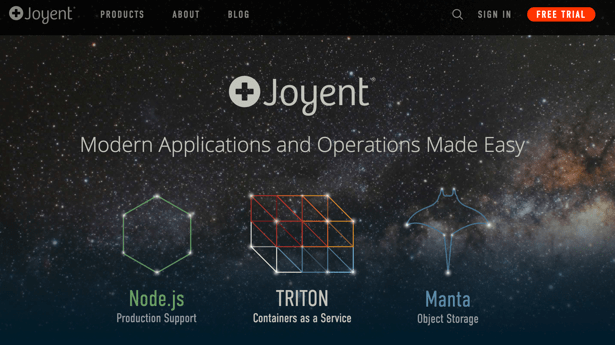 Joyent
PRODUCTS
ABOUT
BLOG
SIGN IN
FREE TRIAL
Joyent
Modern Applications and Operations Made Easy
Node.js
Production Support
TRITON
Containers as a Service
Manta
Object Storage